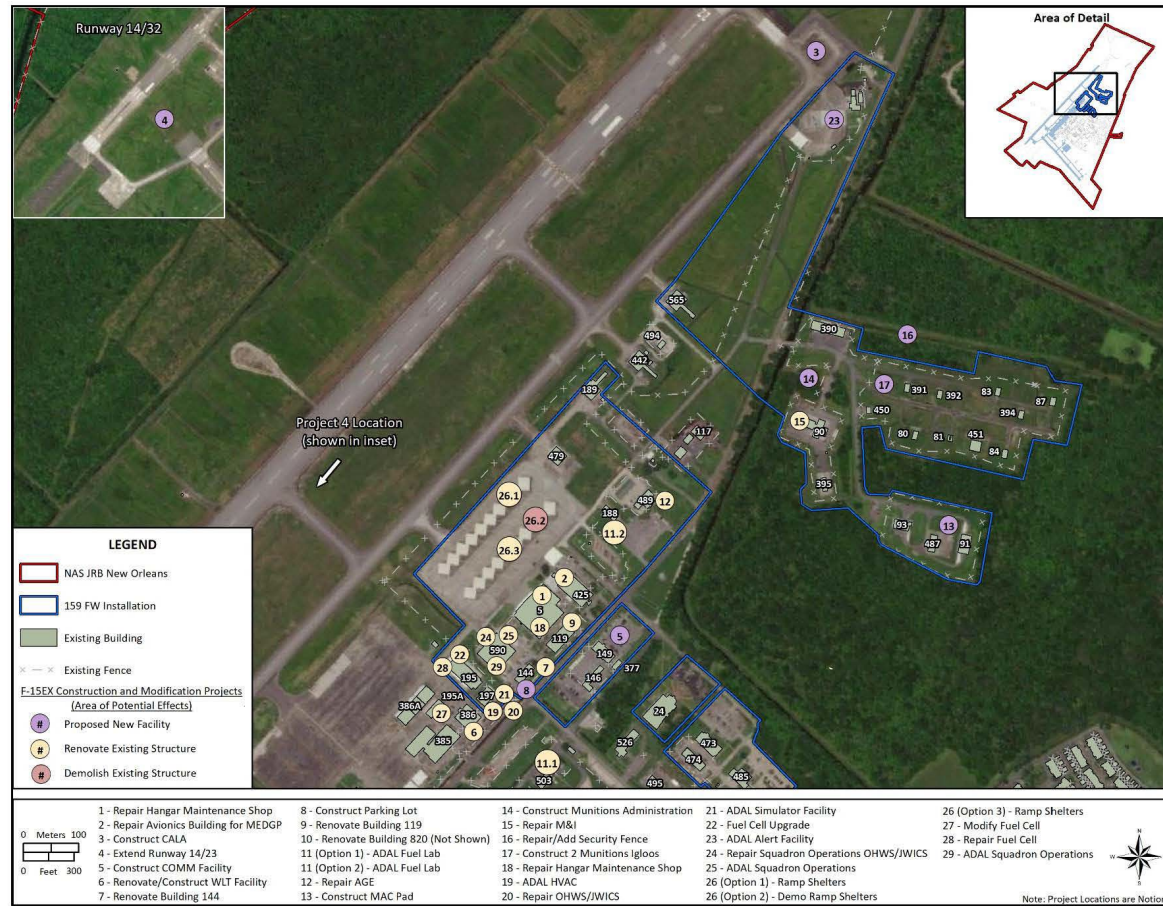 Runway 14/32
4
Area of Detail
3
23
565
390
16
494
442
14
17
391
392
83
87
189
450
394
15
90
80
81
451
84
117
Project 4 Location
(shown in inset)
479
395
26.1
489
12
26.2
188
93
13
11.2
487
91
26.3
2
1
425
5
18
9
119
5
24
25
590
149
22
377
28
29
195
144
7
146
195A
197
21
8
386A
27
386
19
20
24
6
385
526
473
474
11.1
503
495
485
LEGEND
NAS JRB New Orleans
159 FW Installation
Existing Building
Existing Fence
F-15EX Construction and Modification Projects
(Area of Potential Effects)
# Proposed New Facility
# Renovate Existing Structure
# Demolish Existing Structure
0 Meters 100
0 Feet 300
1 - Repair Hangar Maintenance Shop
2 - Repair Avionics Building for MEDGP
3 - Construct CALA
4 - Extend Runway 14/23
5 - Construct COMM Facility
6 - Renovate/Construct WLT Facility
7 - Renovate Building 144
8 - Construct Parking Lot
9 - Renovate Building 119
10 - Renovate Building 820 (Not Shown)
11 (Option 1) - ADAL Fuel Lab
11 (Option 2) - ADAL Fuel Lab
12 - Repair AGE
13 - Construct MAC Pad
14 - Construct Munitions Administration
15 - Repair M&I
16 - Repair/Add Security Fence
17 - Construct 2 Munitions Igloos
18 - Repair Hangar Maintenance Shop
19 - ADAL HVAC
20 - Repair OHWS/JWICS
21 - ADAL Simulator Facility
22 - Fuel Cell Upgrade
23 - ADAL Alert Facility
24 - Repair Squadron Operations OHWS/JWICS
25 - ADAL Squadron Operations
26 (Option 1) - Ramp Shelters
26 (Option 2) - Demo Ramp Shelters
26 (Option 3) - Ramp Shelters
27 - Modify Fuel Cell
28 - Repair Fuel Cell
29 - ADAL Squadron Operations
N
W
E
S
Note: Project Locations are Notion